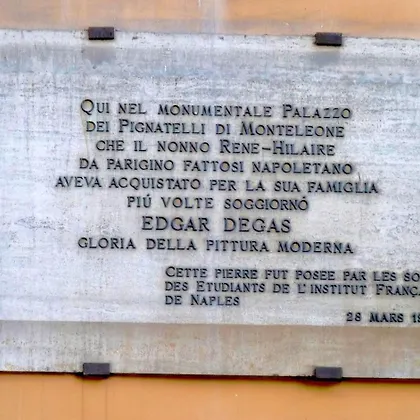 QUI NEL MONUMENTALE PALAZZO
DEI PIGNATELLI DI MONTELEONE
CHE IL NONNO RENE-HILAIRE
DA PARIGINO FATTOSI NAPOLETANO
AVEVA ACQUISTATO PER LA SUA FAMIGLIA
PIÚ VOLTE SOGGIORNÓ
EDGAR DEGAS
GLORIA DELLA PITTURA MODERNA
CETTE PIERRE FUT POSEE PAR LES
DES ETUDIANTS DE L'INSTITUT
DE NAPLES
28 MARS